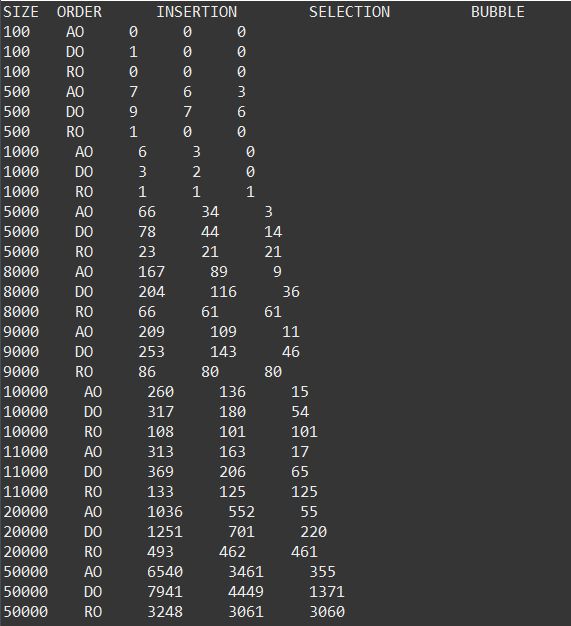 SIZE ORDER INSERTION SELECTION BUBBLE
100 AO 0 0 0
100 DO 1 0 0
100 RO 0 0 0
500 AO 7 6 3
500 DO 9 7 6
500 RO 1 0 0
1000 AO 6 3 0
1000 DO 3 2 0
1000 RO 1 1 1
5000 AO 66 34 3
5000 DO 78 44 14
5000 RO 23 21 21
8000 AO 167 89 9
8000 DO 204 116 36
8000 RO 66 61 61
9000 AO 209 109 11
9000 DO 253 143 46
9000 RO 86 80 80
10000 AO 260 136 15
10000 DO 317 180 54
10000 RO 108 101 101
11000 AO 313 163 17
11000 DO 369 206 65
11000 RO 133 125 125
20000 AO 1036 552 55
20000 DO 1251 701 220
20000 RO 493 462 461
50000 AO 6540 3461 355
50000 DO 7941 4449 1371
50000 RO 3248 3061 3060